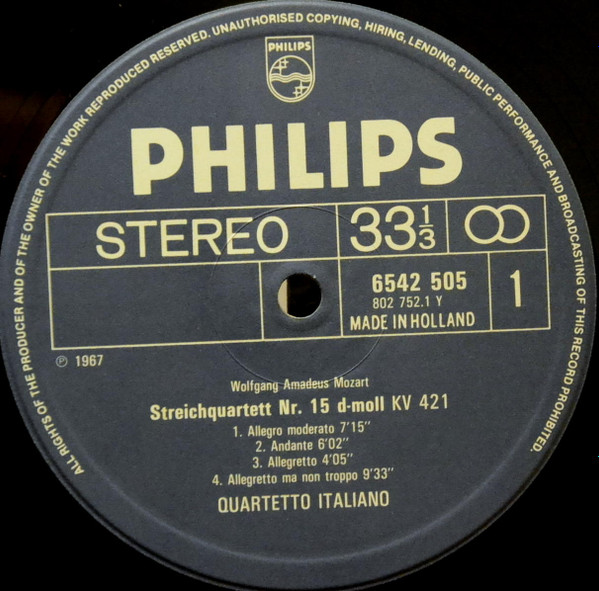 ALL RIGHTS OF THE PRODUCER AND OF THE OWNER OF THE WORK REPRODUCED RESERVED. UNAUTHORISED COPYING, HIRING, LENDING, PUBLIC PERFORMANCE AND BROADCASTING OF THIS RECORD PROHIBITED.
PHILIPS
PHILIPS
STEREO 33⅓
6542 505 1
802 752.1 Y
MADE IN HOLLAND
℗ 1967
Wolfgang Amadeus Mozart
Streichquartett Nr. 15 d-moll KV 421
1. Allegro moderato 7'15"
2. Andante 6'02"
3. Allegretto 4'05"
4. Allegretto ma non troppo 9'33"
QUARTETTO ITALIANO